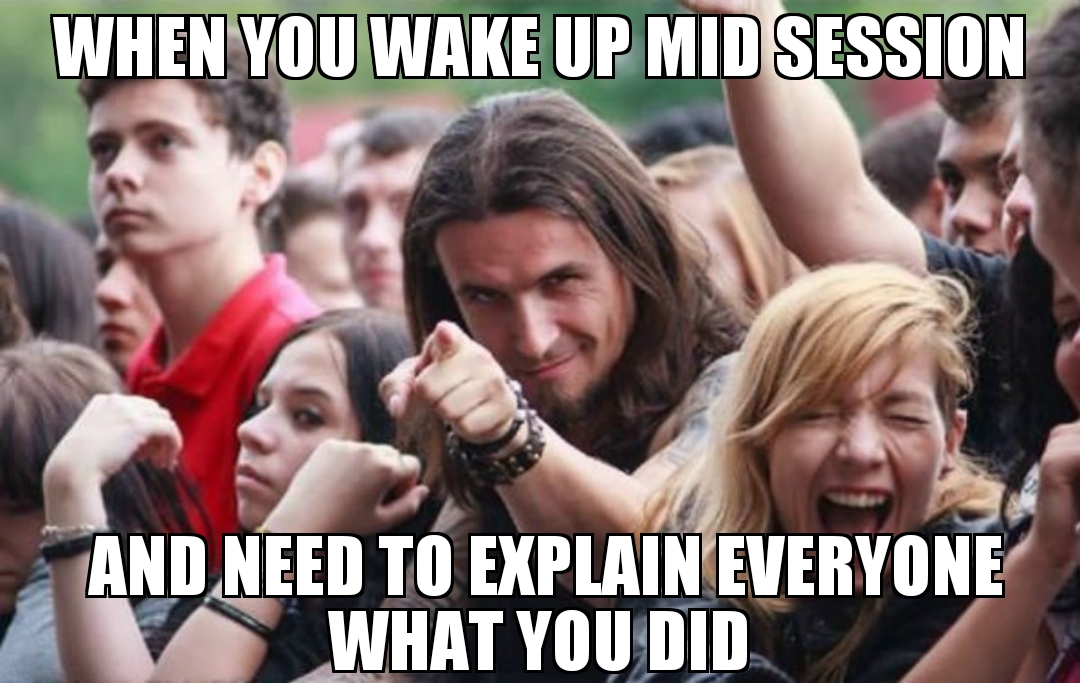 WHEN YOU WAKE UP MID SESSION
AND NEED TO EXPLAIN EVERYONE
WHAT YOU DID